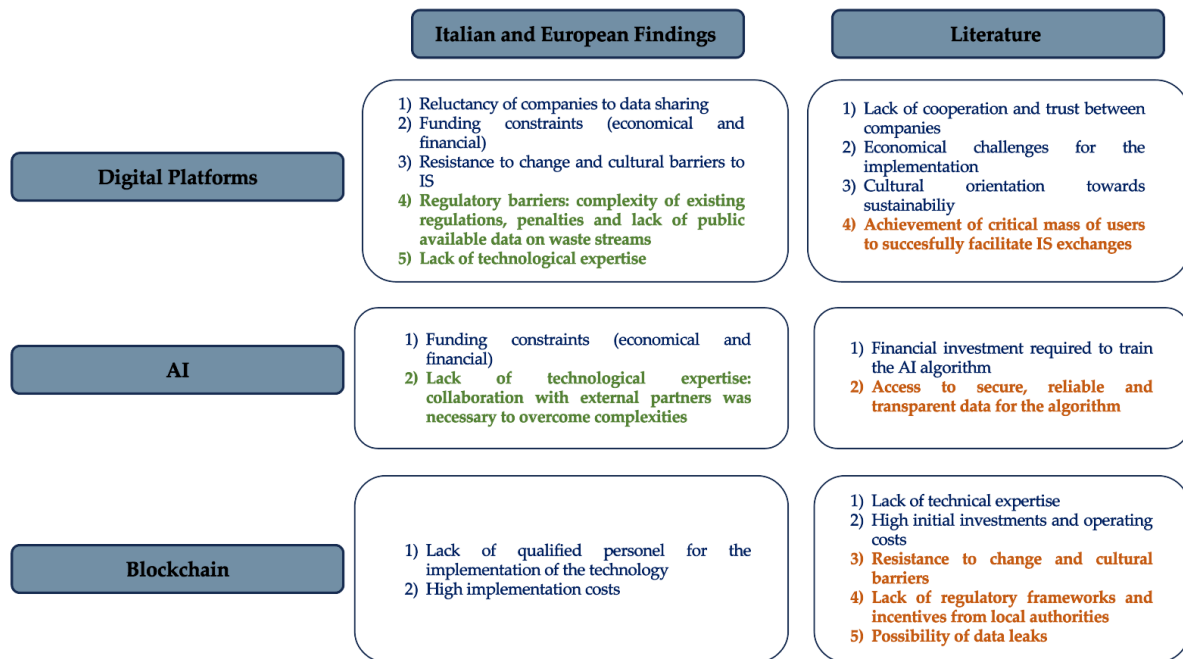 Italian and European Findings
Literature
Digital Platforms
1) Reluctancy of companies to data sharing
2) Funding constraints (economical and
financial)
3) Resistance to change and cultural barriers to
IS
4) Regulatory barriers: complexity of existing
regulations, penalties and lack of public
available data on waste streams
5) Lack of technological expertise
1) Lack of cooperation and trust between
companies
2) Economical challenges for the
implementation
3) Cultural orientation towards
sustainabiliy
4) Achievement of critical mass of users
to succesfully facilitate IS exchanges
AI
1) Funding constraints (economical and
financial)
2) Lack of technological expertise:
collaboration with external partners was
necessary to overcome complexities
1) Financial investment required to train
the AI algorithm
2) Access to secure, reliable and
transparent data for the algorithm
Blockchain
1) Lack of qualified personel for the
implementation of the technology
2) High implementation costs
1) Lack of technical expertise
2) High initial investments and operating
costs
3) Resistance to change and cultural
barriers
4) Lack of regulatory frameworks and
incentives from local authorities
5) Possibility of data leaks